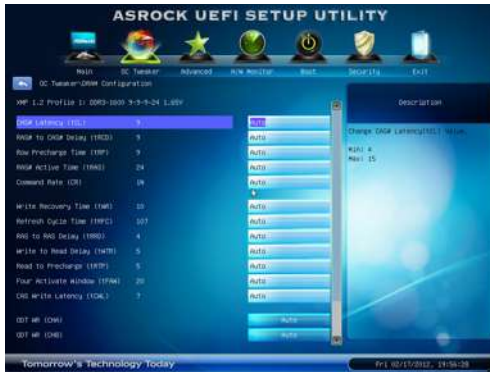 ASROCK UEFI SETUP UTILITY
Main OC Tweaker Advanced H/W Monitor Boot Security Exit
OC Tweaker\DRAM Configuration
XMP 1.2 Profile 1: DDR3-1600 9-9-9-24 1.65V
Description
CAS# Latency (tCL) 9 Auto
Change CAS# Latency(tCL) Value.
RAS# to CAS# Delay (tRCD) 9 Auto
Min: 4
Row Precharge Time (tRP) 9 Auto
Max: 15
RAS# Active Time (tRAS) 24 Auto
Command Rate (CR) 1N Auto
Write Recovery Time (tWR) 10 Auto
Refresh Cycle Time (tRFC) 107 Auto
RAS to RAS Delay (tRRD) 4 Auto
Write to Read Delay (tWTR) 5 Auto
Read to Precharge (tRTP) 5 Auto
Four Activate Window (tFAW) 20 Auto
CAS Write Latency (tCWL) 7 Auto
ODT WR (CHA) Auto
ODT WR (CHB) Auto
Tomorrow's Technology Today
Fri 02/17/2012, 19:56:28